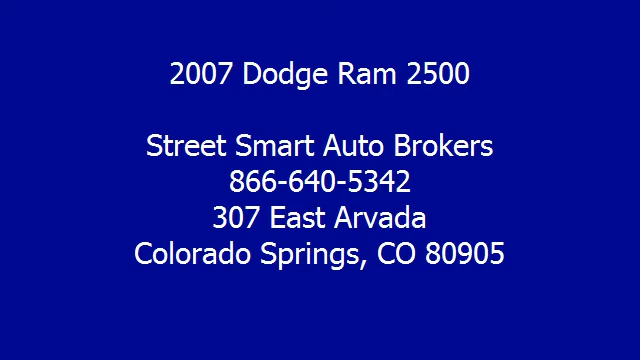 2007 Dodge Ram 2500
Street Smart Auto Brokers
866-640-5342
307 East Arvada
Colorado Springs, CO 80905